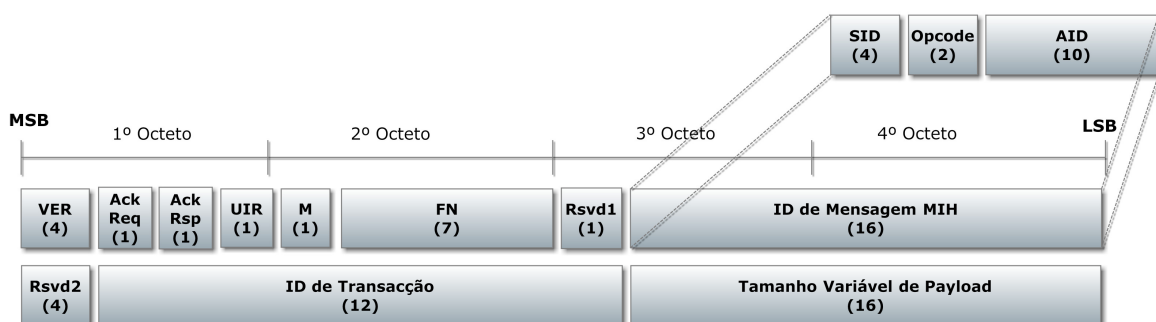 SID Opcode AID
(4) (2) (10)
MSB LSB
1º Octeto 2º Octeto 3º Octeto 4º Octeto
VER
(4)
Ack
Req
(1)
Ack
Rsp
(1)
UIR
(1)
M
(1)
FN
(7)
Rsvd1
(1)
ID de Mensagem MIH
(16)
Rsvd2
(4)
ID de Transacção
(12)
Tamanho Variável de Payload
(16)